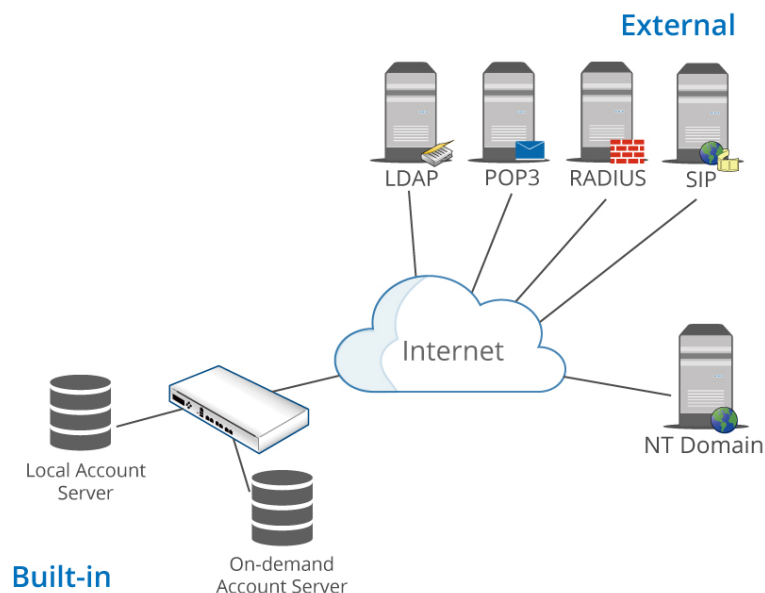 External
LDAP
POP3
RADIUS
SIP
Internet
NT Domain
Local Account
Server
On-demand
Account Server
Built-in